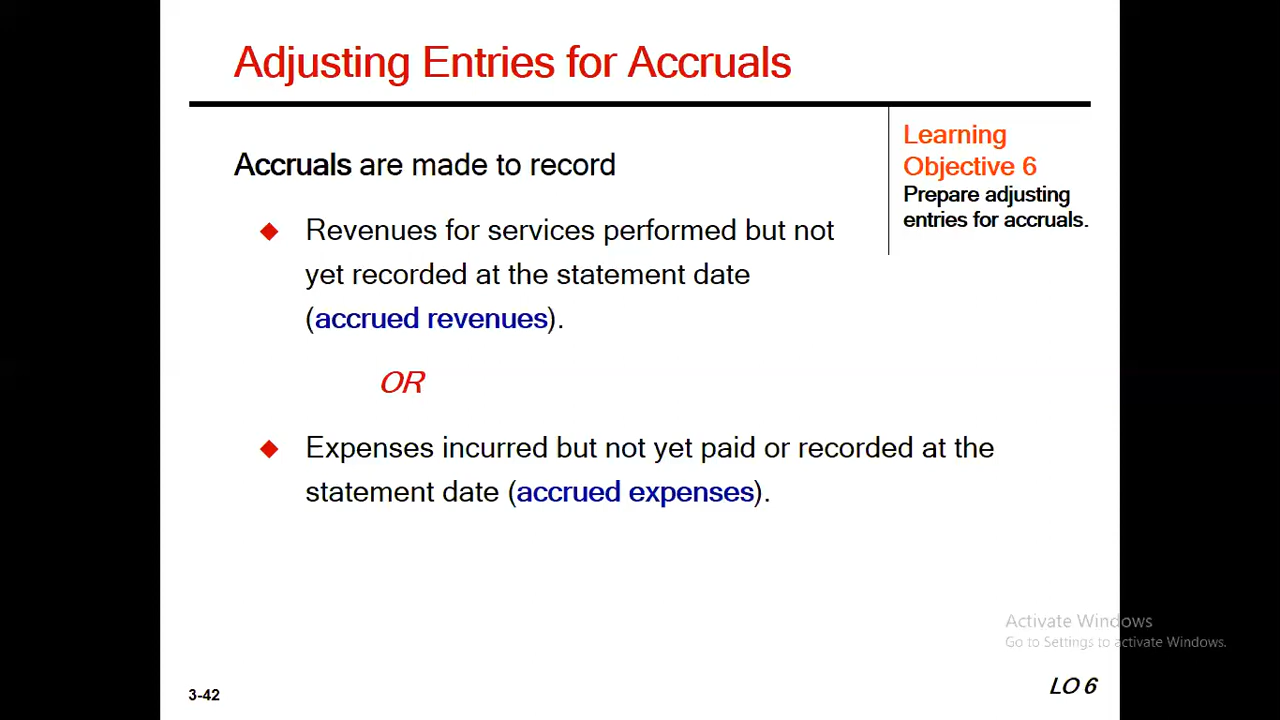 Adjusting Entries for Accruals
Learning
Objective 6
Prepare adjusting
entries for accruals.
Accruals are made to record
Revenues for services performed but not
yet recorded at the statement date
(accrued revenues).
OR
Expenses incurred but not yet paid or recorded at the
statement date (accrued expenses).
Activate Windows
Go to Settings to activate Windows.
3-42
LO 6